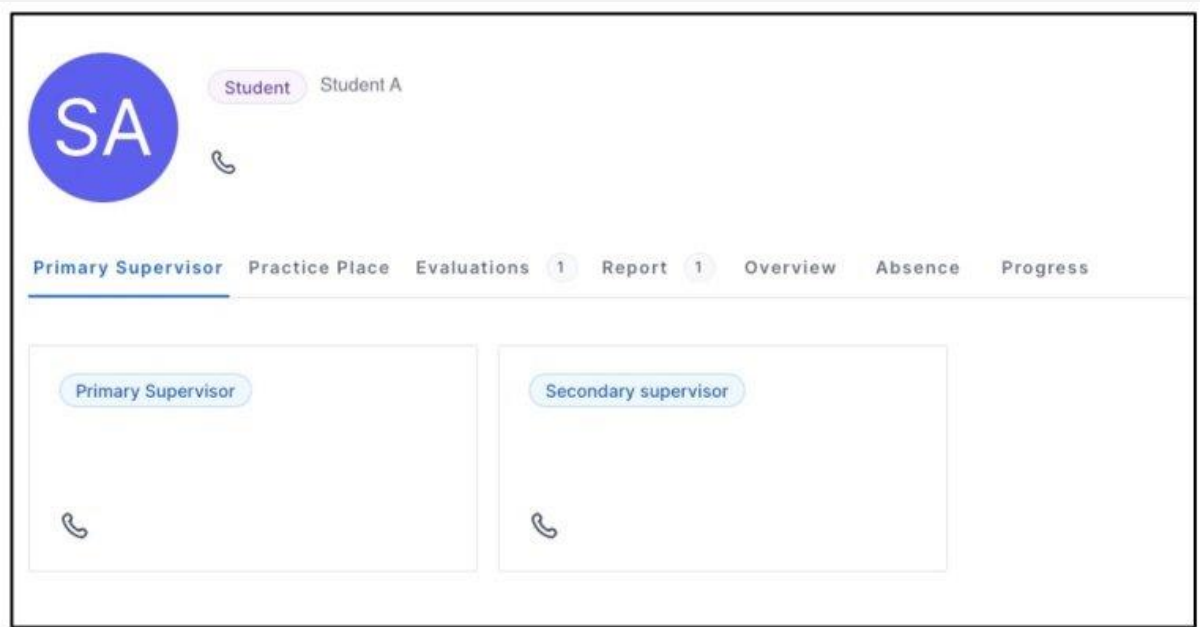 SA
Student Student A
Primary Supervisor Practice Place Evaluations 1 Report 1 Overview Absence Progress
Primary Supervisor
Secondary supervisor